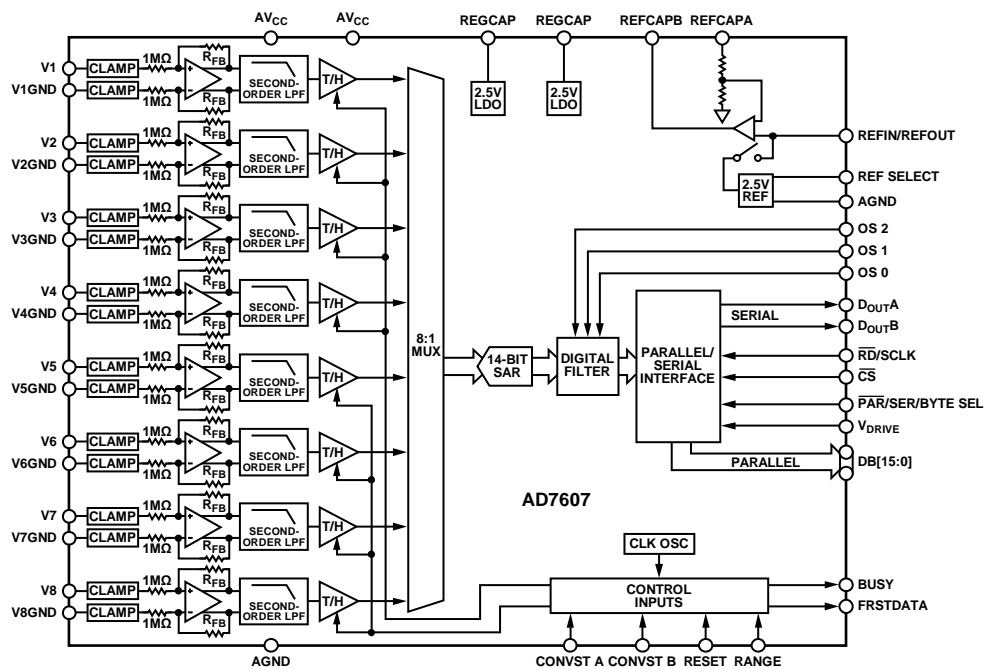 AVCC
AVCC
REGCAP
REGCAP
REFCAPB
REFCAPA
V1
CLAMP
1MΩ
RFB
V1GND
CLAMP
1MΩ
RFB
SECOND-
ORDER LPF
T/H
V2
CLAMP
1MΩ
RFB
V2GND
CLAMP
1MΩ
RFB
SECOND-
ORDER LPF
T/H
V3
CLAMP
1MΩ
RFB
V3GND
CLAMP
1MΩ
RFB
SECOND-
ORDER LPF
T/H
V4
CLAMP
1MΩ
RFB
V4GND
CLAMP
1MΩ
RFB
SECOND-
ORDER LPF
T/H
V5
CLAMP
1MΩ
RFB
V5GND
CLAMP
1MΩ
RFB
SECOND-
ORDER LPF
T/H
V6
CLAMP
1MΩ
RFB
V6GND
CLAMP
1MΩ
RFB
SECOND-
ORDER LPF
T/H
V7
CLAMP
1MΩ
RFB
V7GND
CLAMP
1MΩ
RFB
SECOND-
ORDER LPF
T/H
V8
CLAMP
1MΩ
RFB
V8GND
CLAMP
1MΩ
RFB
SECOND-
ORDER LPF
T/H
8:1
MUX
2.5V
LDO
2.5V
LDO
2.5V
REF
REFIN/REFOUT
REF SELECT
AGND
OS 2
OS 1
OS 0
14-BIT
SAR
DIGITAL
FILTER
PARALLEL/
SERIAL
INTERFACE
SERIAL
DOUTA
DOUTB
RD/SCLK
CS
PAR/SER/BYTE SEL
VDRIVE
PARALLEL
DB[15:0]
AD7607
CLK OSC
CONTROL
INPUTS
BUSY
FRSTDATA
AGND
CONVST A
CONVST B
RESET
RANGE